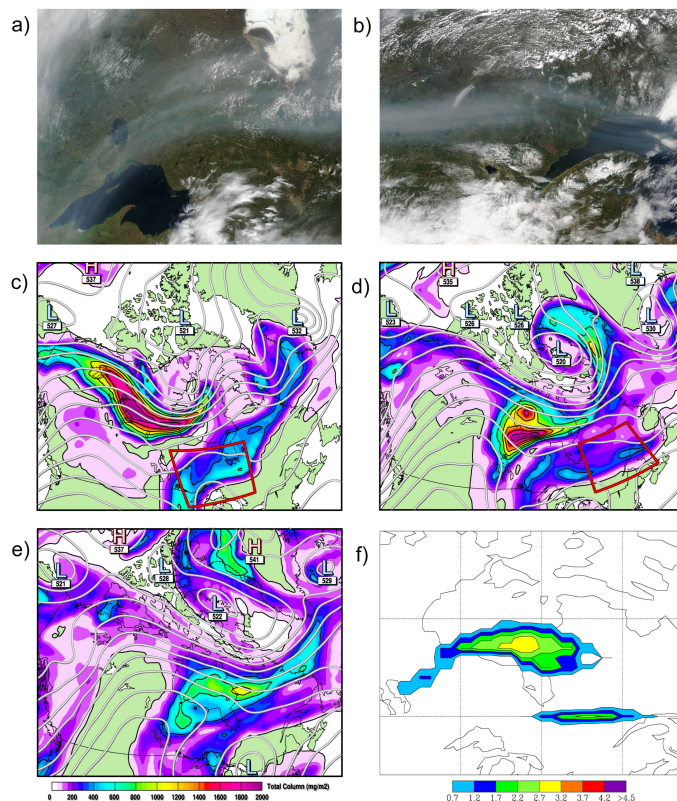 a)
b)
c)
H
537
L
527
L
521
L
532
d)
H
535
L
538
L
523
L
526
L
526
L
530
L
520
e)
H
537
H
541
L
521
L
528
L
529
L
522
L
f)
0 200 400 600 800 1000 1200 1400 1600 1800 2000 Total Column (mg/m2)
0.7 1.2 1.7 2.2 2.7 3.2 3.7 4.2 >4.5